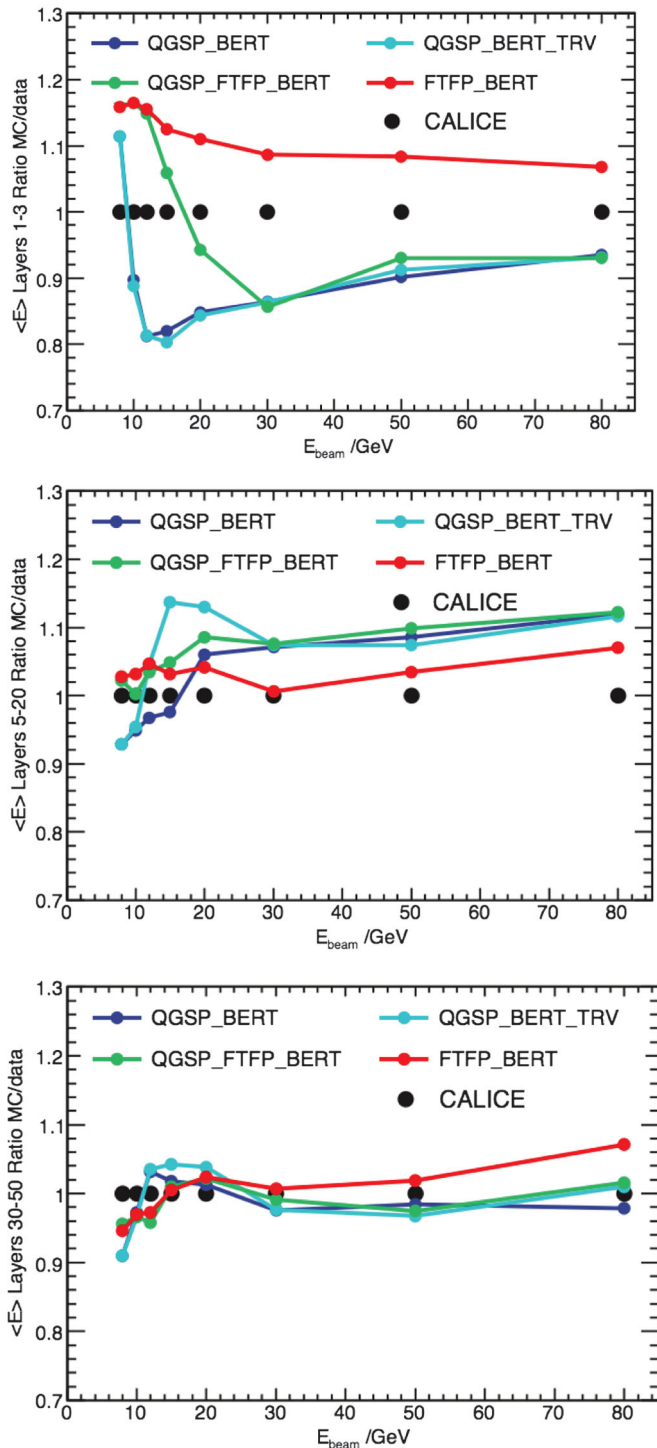 1.3
QGSP_BERT QGSP_BERT_TRV
1.2
QGSP_FTFP_BERT FTFP_BERT
CALICE
1.1
1
0.9
0.8
0.7
0 10 20 30 40 50 60 70 80
E_beam /GeV
<E> Layers 1-3 Ratio MC/data
1.3
QGSP_BERT QGSP_BERT_TRV
1.2
QGSP_FTFP_BERT FTFP_BERT
CALICE
1.1
1
0.9
0.8
0.7
0 10 20 30 40 50 60 70 80
E_beam /GeV
<E> Layers 5-20 Ratio MC/data
1.3
QGSP_BERT QGSP_BERT_TRV
1.2
QGSP_FTFP_BERT FTFP_BERT
CALICE
1.1
1
0.9
0.8
0.7
0 10 20 30 40 50 60 70 80
E_beam /GeV
<E> Layers 30-50 Ratio MC/data